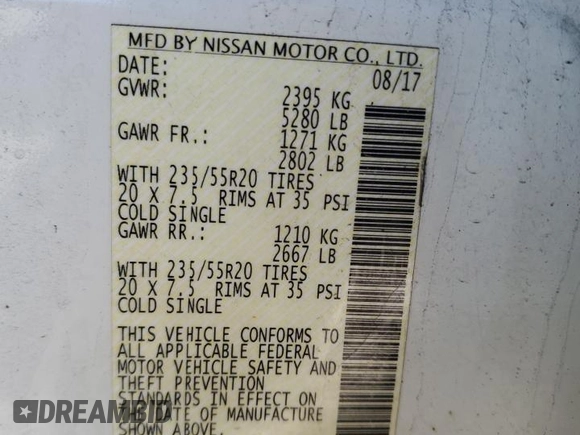 MFD BY NISSAN MOTOR CO., LTD.
DATE: 08/17
GVWR: 2395 KG
5280 LB
GAWR FR.: 1271 KG
2802 LB
WITH 235/55R20 TIRES
20 X 7.5 RIMS AT 35 PSI
COLD SINGLE
GAWR RR.: 1210 KG
2667 LB
WITH 235/55R20 TIRES
20 X 7.5 RIMS AT 35 PSI
COLD SINGLE
THIS VEHICLE CONFORMS TO
ALL APPLICABLE FEDERAL
MOTOR VEHICLE SAFETY AND
THEFT PREVENTION
STANDARDS IN EFFECT ON
DATE OF MANUFACTURE
SHOWN ABOVE.
DREAMBID